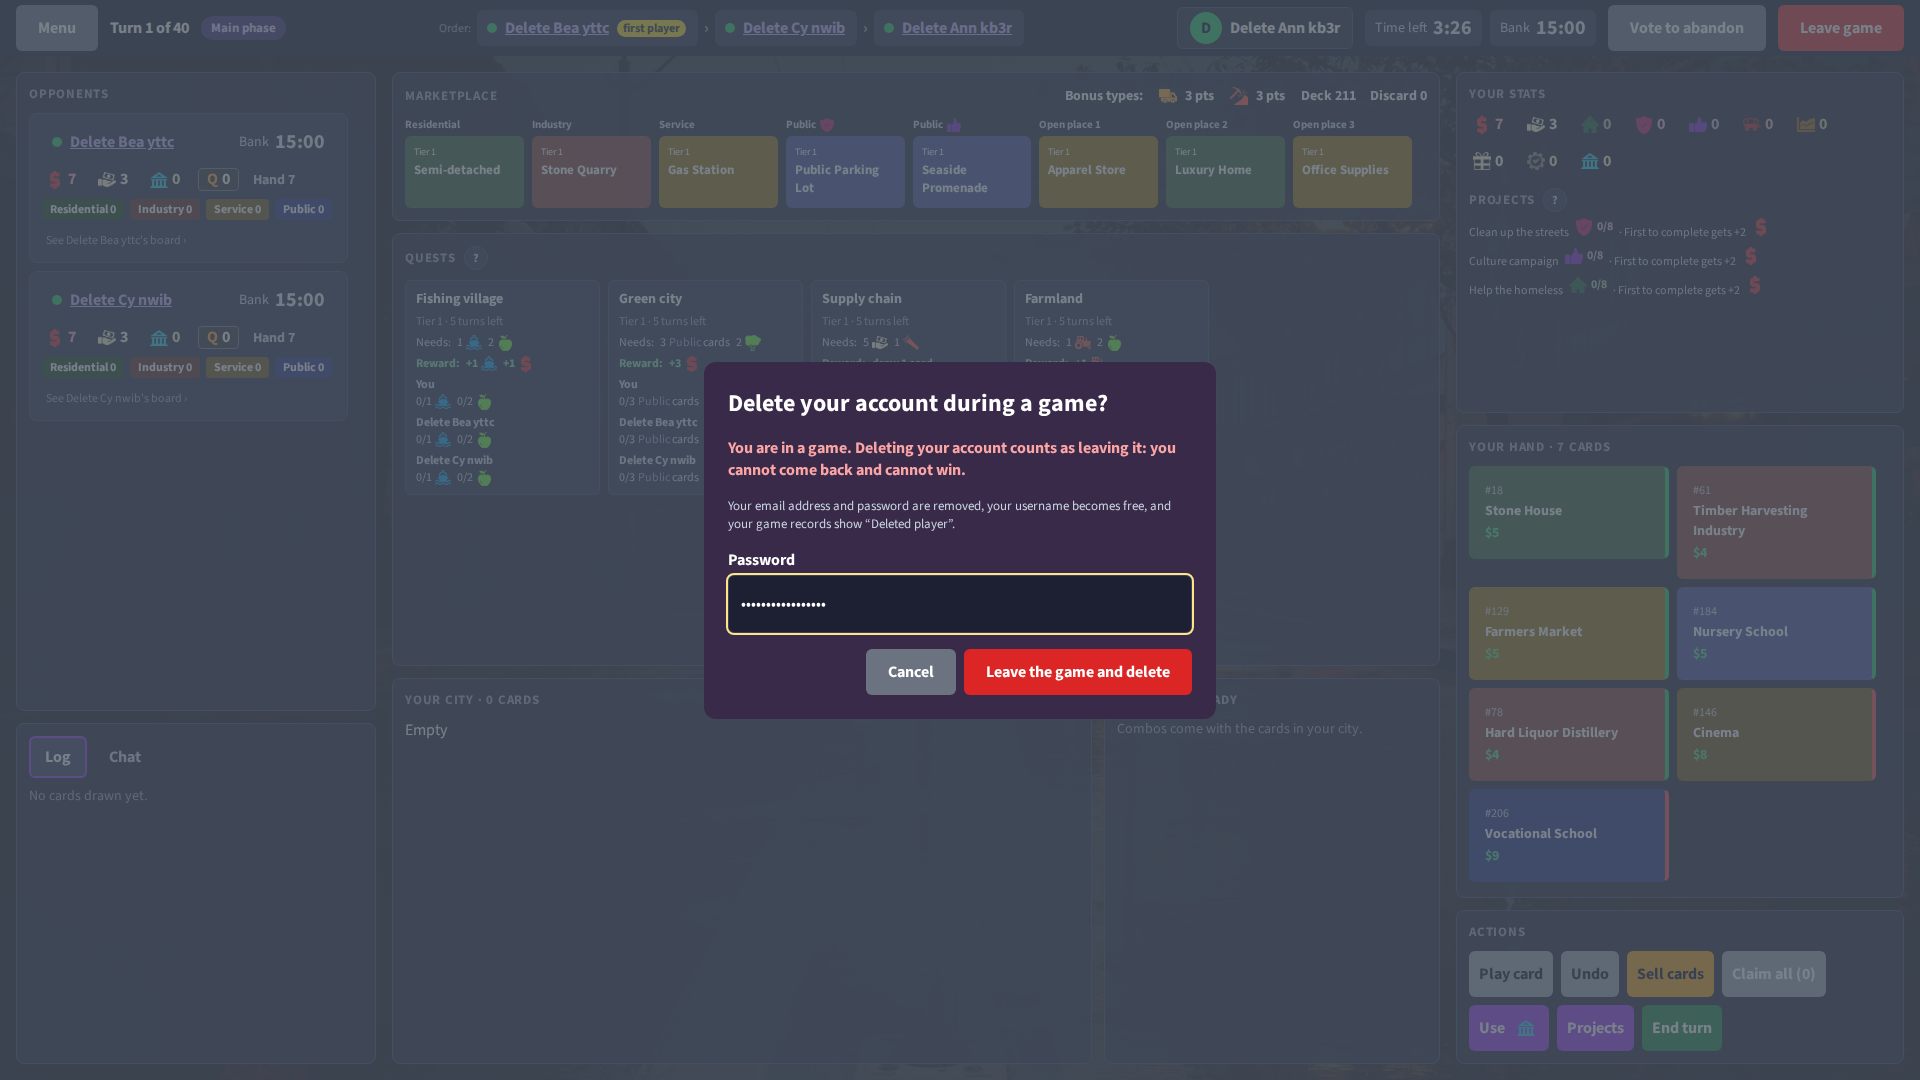 Menu
Turn 1 of 40
Main phase
Order:
Delete Bea yttc
first player
›
Delete Cy nwib
›
Delete Ann kb3r
D
Delete Ann kb3r
Time left 3:26
Bank 15:00
Vote to abandon
Leave game
OPPONENTS
Delete Bea yttc
Bank 15:00
7 3 0 Q 0 Hand 7
Residential 0 Industry 0 Service 0 Public 0
See Delete Bea yttc's board ›
Delete Cy nwib
Bank 15:00
7 3 0 Q 0 Hand 7
Residential 0 Industry 0 Service 0 Public 0
See Delete Cy nwib's board ›
Log
Chat
No cards drawn yet.
MARKETPLACE
Bonus types: 3 pts 3 pts Deck 211 Discard 0
Residential
Tier 1
Semi-detached
Industry
Tier 1
Stone Quarry
Service
Tier 1
Gas Station
Public
Tier 1
Public Parking
Lot
Public
Tier 1
Seaside
Promenade
Open place 1
Tier 1
Apparel Store
Open place 2
Tier 1
Luxury Home
Open place 3
Tier 1
Office Supplies
QUESTS ?
Fishing village
Tier 1 · 5 turns left
Needs: 1 2
Reward: +1 +1
You
0/1 0/2
Delete Bea yttc
0/1 0/2
Delete Cy nwib
0/1 0/2
Green city
Tier 1 · 5 turns left
Needs: 3 Public cards 2
Reward: +3
You
0/3 Public cards
Delete Bea yttc
0/3 Public cards
Delete Cy nwib
0/3 Public cards
Supply chain
Tier 1 · 5 turns left
Needs: 5 1
Farmland
Tier 1 · 5 turns left
Needs: 1 2
Delete your account during a game?
You are in a game. Deleting your account counts as leaving it: you
cannot come back and cannot win.
Your email address and password are removed, your username becomes free, and
your game records show “Deleted player”.
Password
•••••••••••••••••
Cancel
Leave the game and delete
YOUR CITY · 0 CARDS
Empty
ADY
Combos come with the cards in your city.
YOUR STATS
7 3 0 0 0 0 0
0 0 0
PROJECTS ?
Clean up the streets 0/8 · First to complete gets +2
Culture campaign 0/8 · First to complete gets +2
Help the homeless 0/8 · First to complete gets +2
YOUR HAND · 7 CARDS
#18
Stone House
$5
#61
Timber Harvesting
Industry
$4
#129
Farmers Market
$5
#184
Nursery School
$5
#78
Hard Liquor Distillery
$4
#146
Cinema
$8
#206
Vocational School
$9
ACTIONS
Play card
Undo
Sell cards
Claim all (0)
Use
Projects
End turn